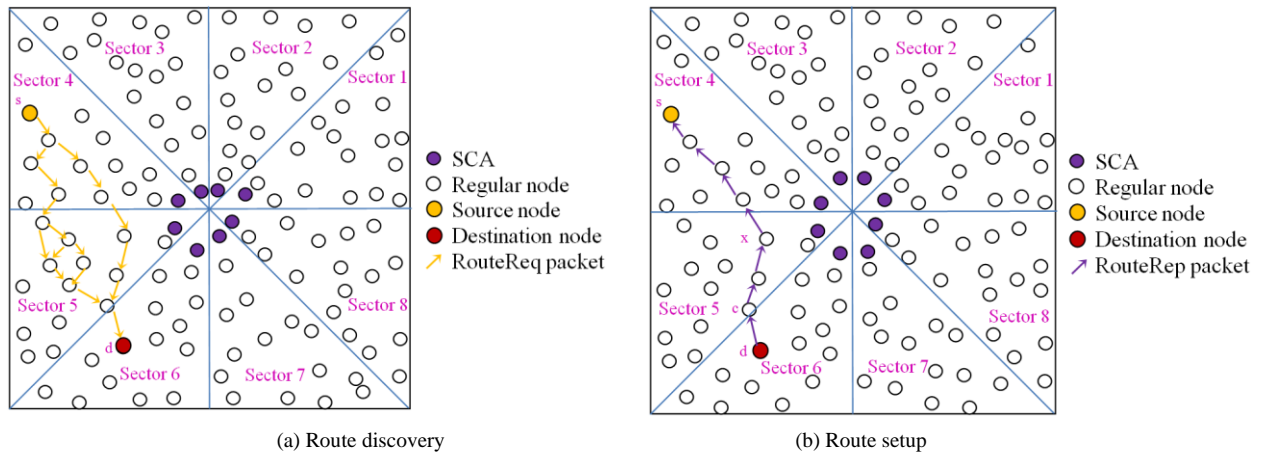 Sector 3
Sector 2
Sector 4
Sector 1
s
Sector 5
Sector 8
d
Sector 6
Sector 7
SCA
Regular node
Source node
Destination node
RouteReq packet
(a) Route discovery
Sector 3
Sector 2
Sector 4
Sector 1
s
x
Sector 5
e
Sector 8
d
Sector 6
Sector 7
SCA
Regular node
Source node
Destination node
RouteRep packet
(b) Route setup